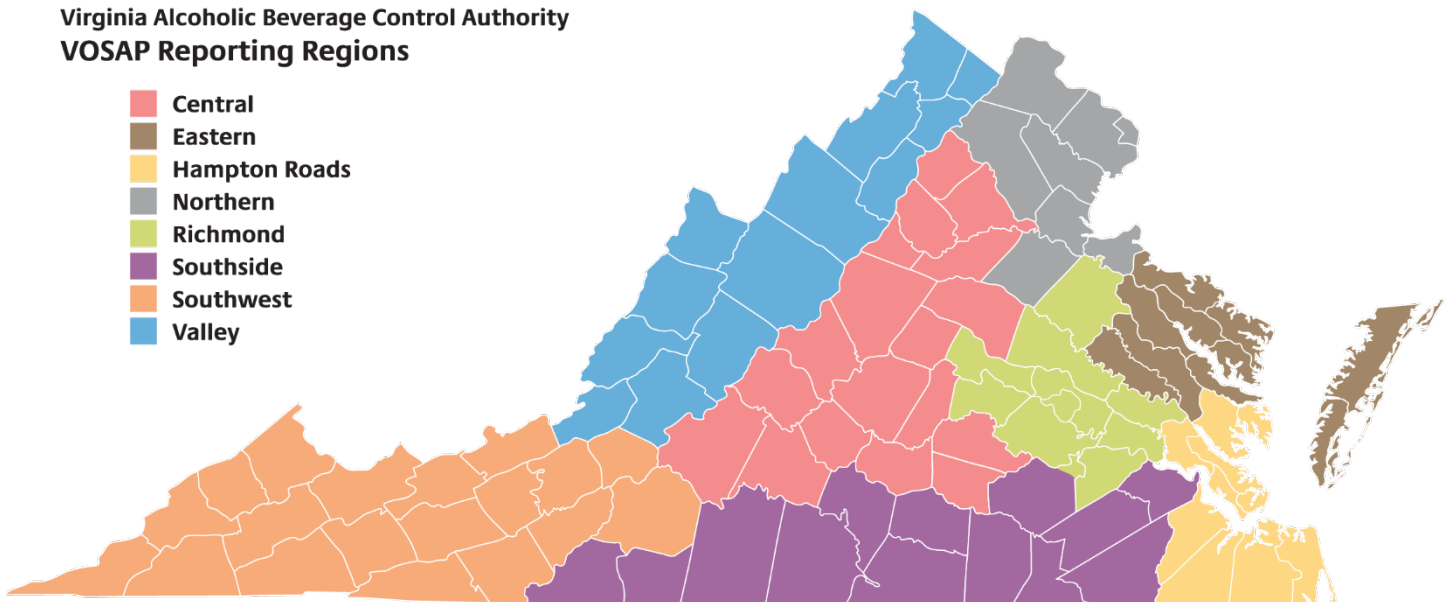 Virginia Alcoholic Beverage Control Authority
VOSAP Reporting Regions
Central
Eastern
Hampton Roads
Northern
Richmond
Southside
Southwest
Valley